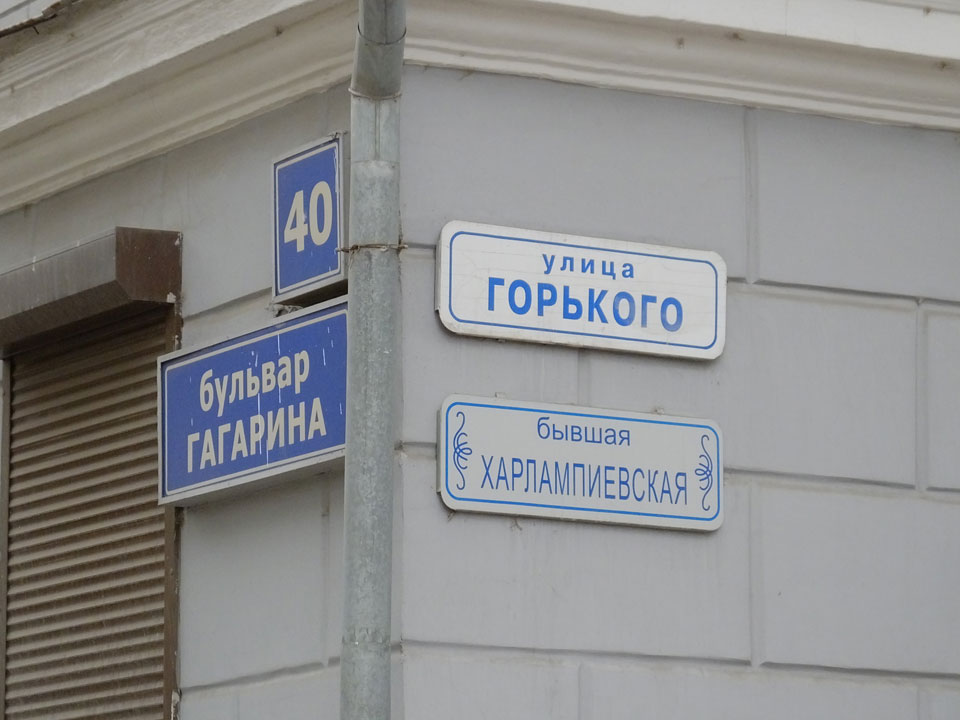 40
бульвар
ГАГАРИНА
улица
ГОРЬКОГО
бывшая
ХАРЛАМПИЕВСКАЯ